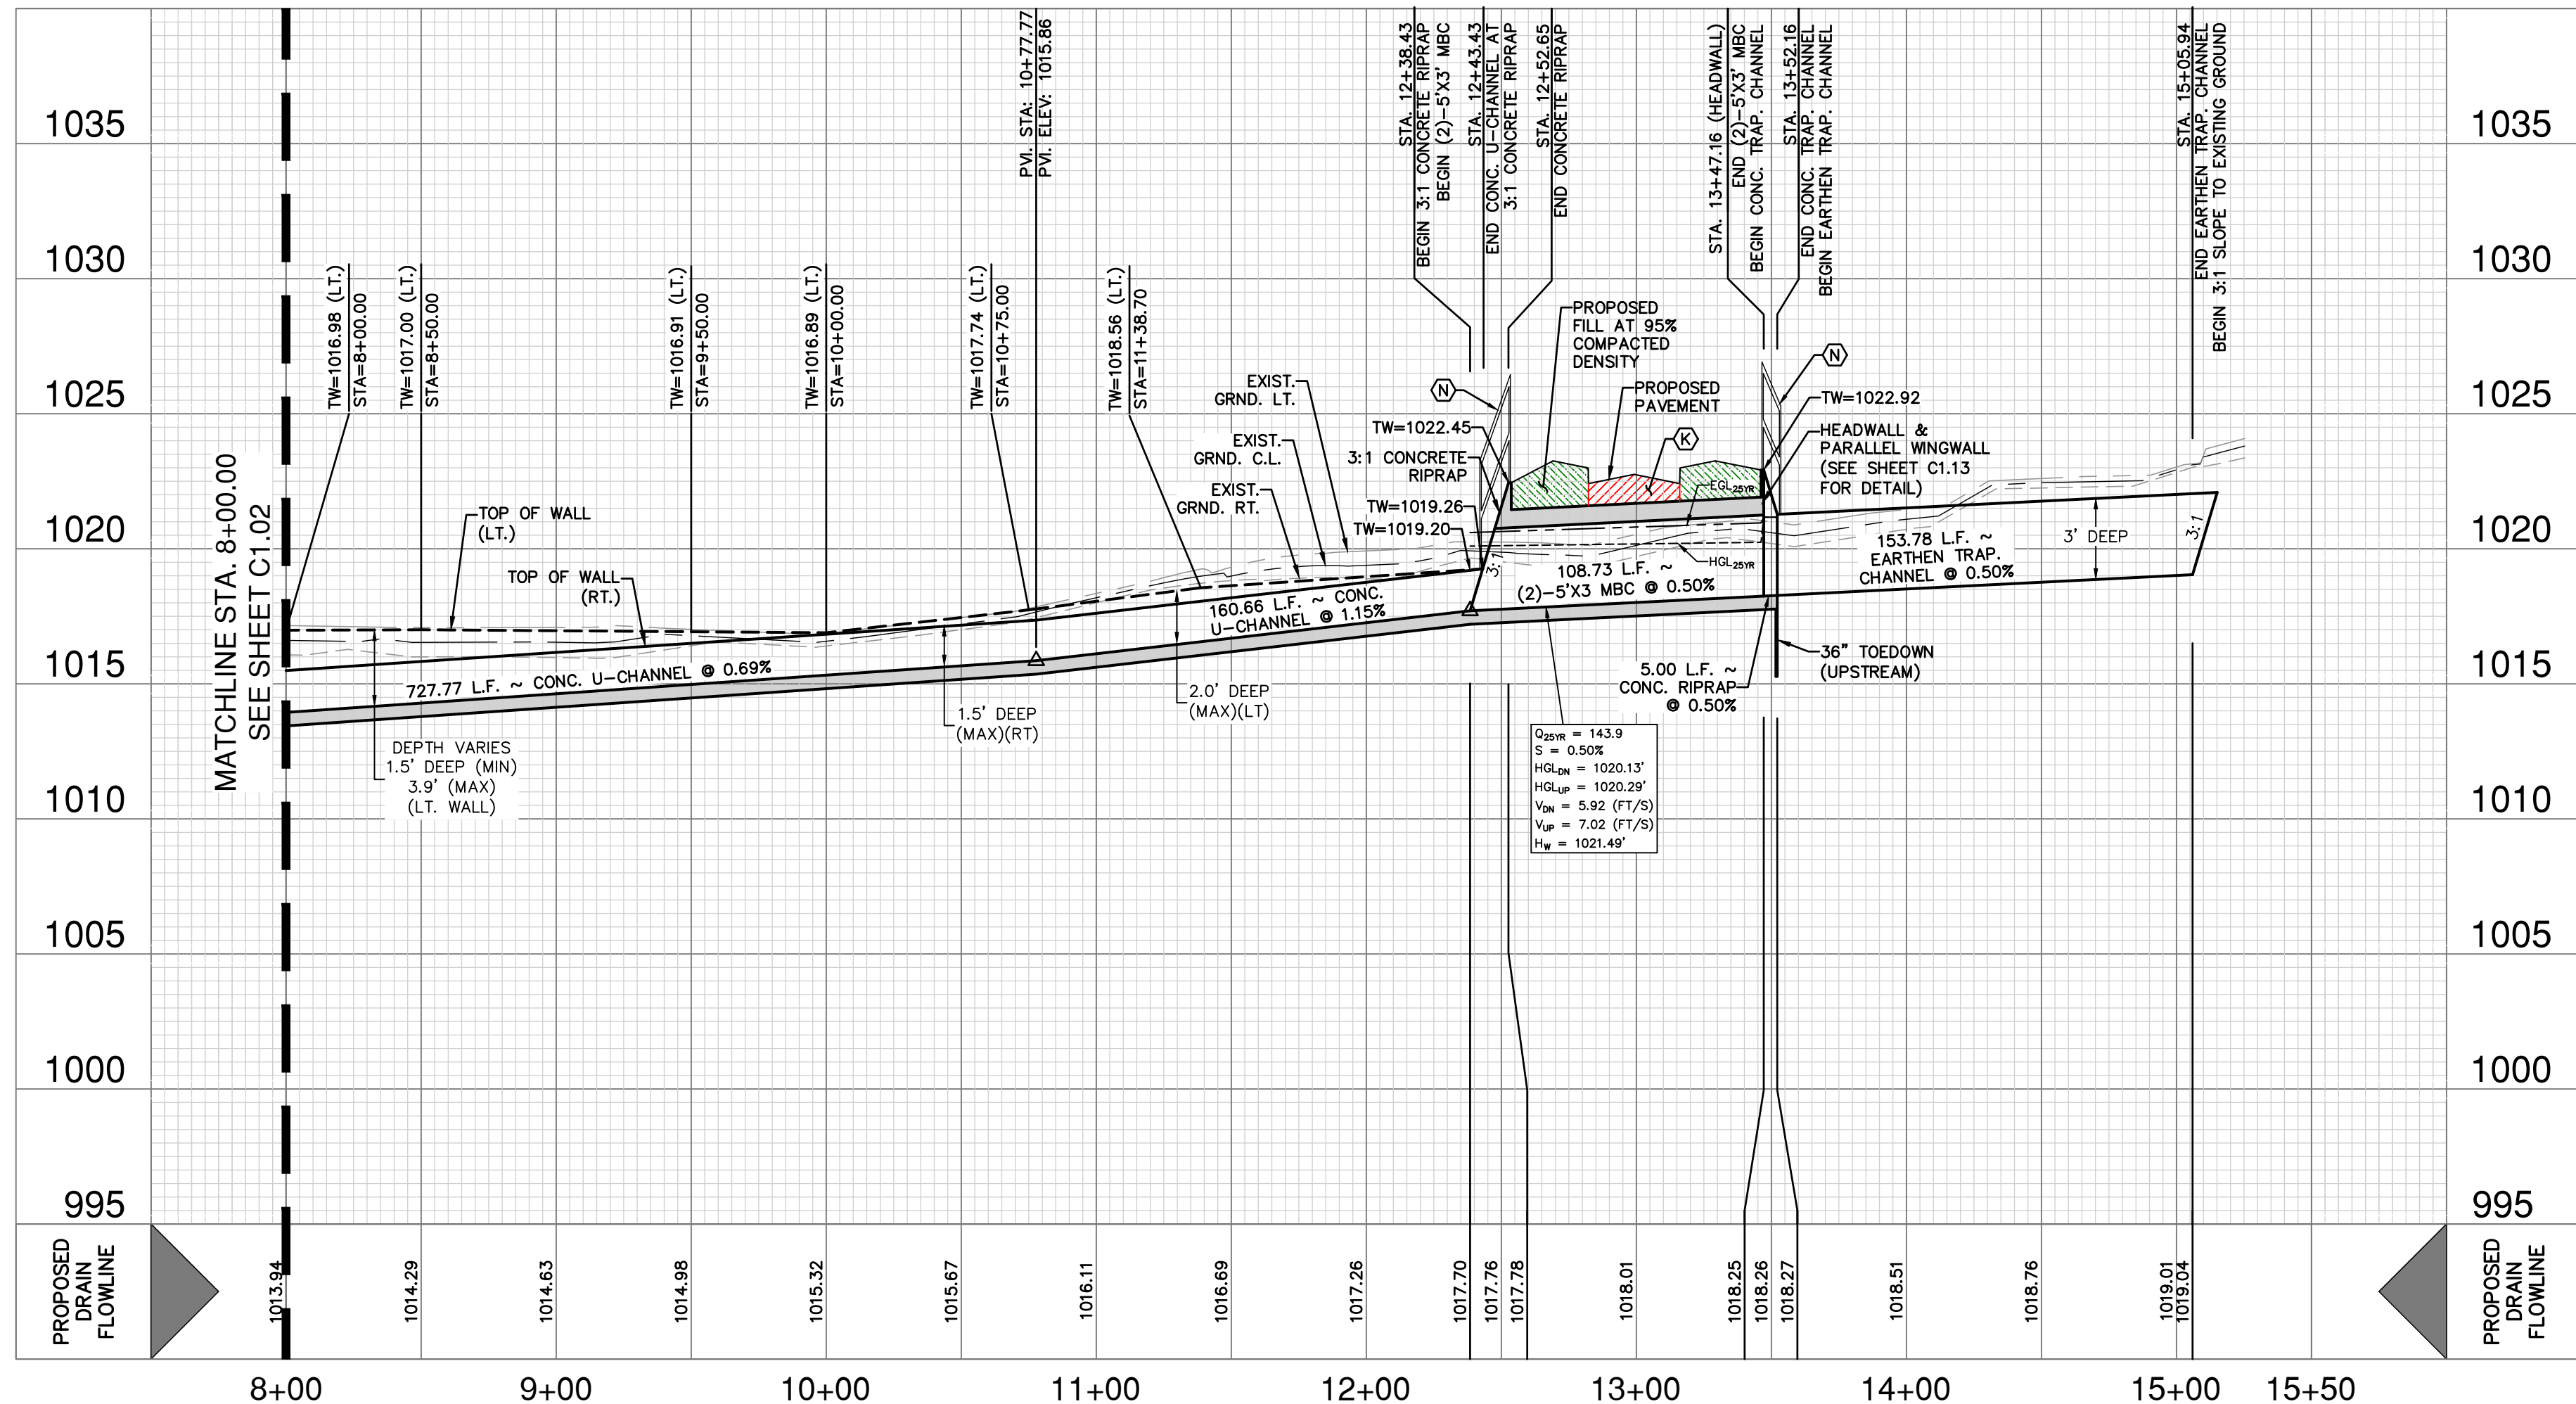 1035
1030
1025
1020
1015
1010
1005
1000
995
1035
1030
1025
1020
1015
1010
1005
1000
995
MATCHLINE STA. 8+00.00
SEE SHEET C1.02
TW=1016.98 (LT.)
STA=8+00.00
TW=1017.00 (LT.)
STA=8+50.00
TW=1016.91 (LT.)
STA=9+50.00
TW=1016.89 (LT.)
STA=10+00.00
TW=1017.74 (LT.)
STA=10+75.00
PVI. STA: 10+77.77
PVI. ELEV: 1015.86
TW=1018.56 (LT.)
STA=11+38.70
STA. 12+38.43
BEGIN 3:1 CONCRETE RIPRAP
BEGIN (2)-5'X3' MBC
STA. 12+43.43
END CONC. U-CHANNEL AT
3:1 CONCRETE RIPRAP
STA. 12+52.65
END CONCRETE RIPRAP
STA. 13+47.16 (HEADWALL)
END (2)-5'X3' MBC
BEGIN CONC. TRAP. CHANNEL
STA. 13+52.16
END CONC. TRAP. CHANNEL
BEGIN EARTHEN TRAP. CHANNEL
STA. 15+05.94
END EARTHEN TRAP. CHANNEL
BEGIN 3:1 SLOPE TO EXISTING GROUND
TOP OF WALL
(LT.)
TOP OF WALL
(RT.)
727.77 L.F. ~ CONC. U-CHANNEL @ 0.69%
DEPTH VARIES
1.5' DEEP (MIN)
3.9' (MAX)
(LT. WALL)
1.5' DEEP
(MAX)(RT)
2.0' DEEP
(MAX)(LT)
160.66 L.F. ~ CONC.
U-CHANNEL @ 1.15%
EXIST.
GRND. LT.
EXIST.
GRND. C.L.
EXIST.
GRND. RT.
N
TW=1022.45
3:1 CONCRETE
RIPRAP
TW=1019.26
TW=1019.20
3:1
PROPOSED
FILL AT 95%
COMPACTED
DENSITY
PROPOSED
PAVEMENT
K
N
TW=1022.92
HEADWALL &
PARALLEL WINGWALL
(SEE SHEET C1.13
FOR DETAIL)
EGL25YR
HGL25YR
108.73 L.F. ~
(2)-5'X3 MBC @ 0.50%
153.78 L.F. ~
EARTHEN TRAP.
CHANNEL @ 0.50%
3' DEEP
3:1
36" TOEDOWN
(UPSTREAM)
5.00 L.F. ~
CONC. RIPRAP
@ 0.50%
Q25YR = 143.9
S = 0.50%
HGLDN = 1020.13'
HGLUP = 1020.29'
VDN = 5.92 (FT/S)
VUP = 7.02 (FT/S)
HW = 1021.49'
PROPOSED
DRAIN
FLOWLINE
1013.94
1014.29
1014.63
1014.98
1015.32
1015.67
1016.11
1016.69
1017.26
1017.70
1017.76
1017.78
1018.01
1018.25
1018.26
1018.27
1018.51
1018.76
1019.01
1019.04
PROPOSED
DRAIN
FLOWLINE
8+00
9+00
10+00
11+00
12+00
13+00
14+00
15+00
15+50